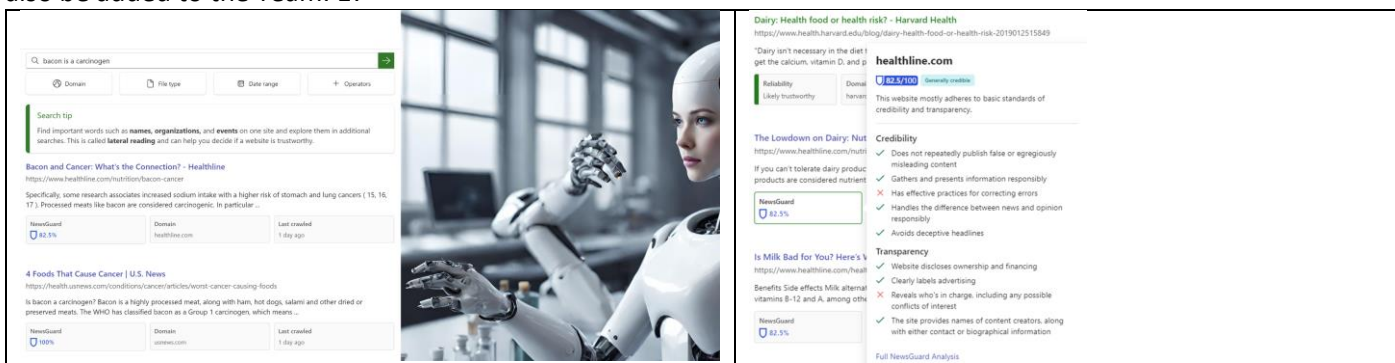 bacon is a carcinogen
Domain
File type
Date range
+ Operators
Search tip
Find important words such as names, organizations, and events on one site and explore them in additional
searches. This is called lateral reading and can help you decide if a website is trustworthy.
Bacon and Cancer: What's the Connection? - Healthline
https://www.healthline.com/nutrition/bacon-cancer
Specifically, some research associates increased sodium intake with a higher risk of stomach and lung cancers ( 15, 16,
17 ). Processed meats like bacon are considered carcinogenic. In particular ...
NewsGuard
Domain
Last crawled
82.5%
healthline.com
1 day ago
4 Foods That Cause Cancer | U.S. News
https://health.usnews.com/conditions/cancer/articles/worst-cancer-causing-foods
Is bacon a carcinogen? Bacon is a highly processed meat, along with ham, hot dogs, salami and other dried or
preserved meats. The WHO has classified bacon as a Group 1 carcinogen, which means ...
NewsGuard
Domain
Last crawled
100%
usnews.com
1 day ago
Dairy: Health food or health risk? - Harvard Health
https://www.health.harvard.edu/blog/dairy-health-food-or-health-risk-2019012515849
"Dairy isn't necessary in the diet
get the calcium, vitamin D, and p
Reliability
Likely trustworthy
Domai
harvar
The Lowdown on Dairy: Nut
https://www.healthline.com/nutri
If you can't tolerate dairy produc
products are considered nutrient
NewsGuard
82.5%
Is Milk Bad for You? Here's
https://www.healthline.com/healt
Benefits Side effects Milk alternat
vitamins B-12 and A, among othe
NewsGuard
82.5%
healthline.com
82.5/100 Generally credible
This website mostly adheres to basic standards of
credibility and transparency.
Credibility
Does not repeatedly publish false or egregiously
misleading content
Gathers and presents information responsibly
Has effective practices for correcting errors
Handles the difference between news and opinion
responsibly
Avoids deceptive headlines
Transparency
Website discloses ownership and financing
Clearly labels advertising
Reveals who's in charge, including any possible
conflicts of interest
The site provides names of content creators, along
with either contact or biographical information
Full NewsGuard Analysis